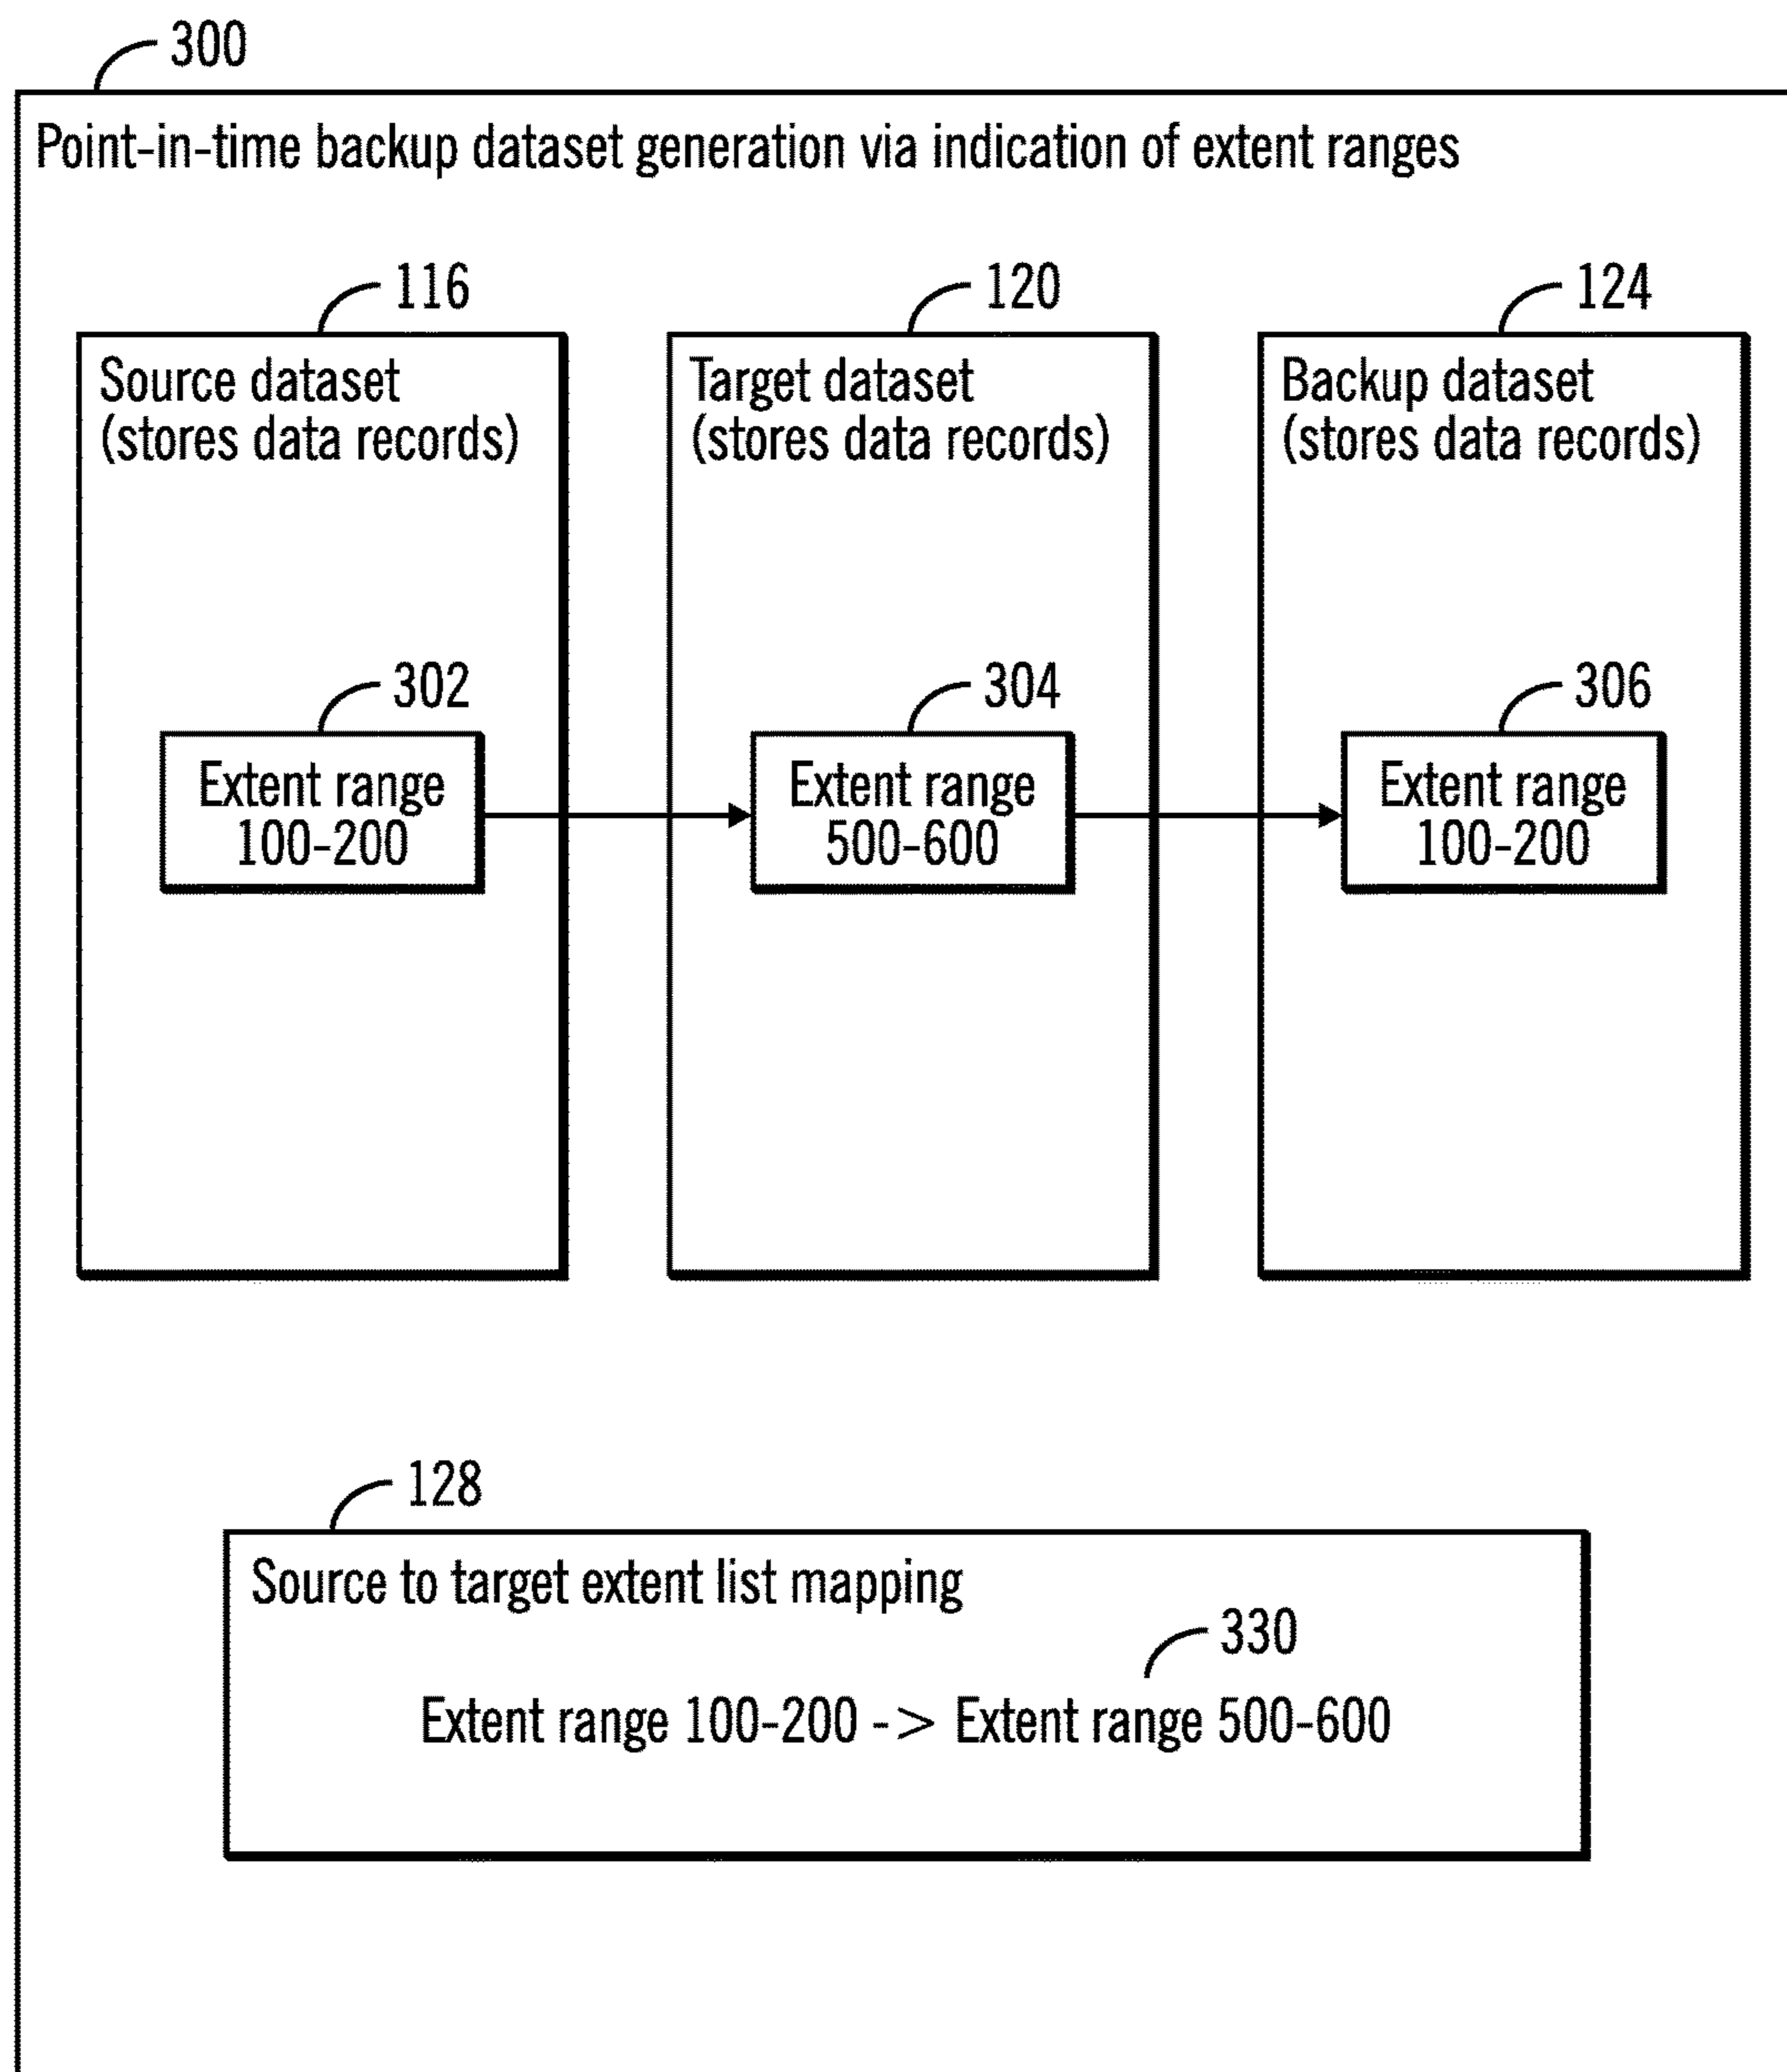 300
Point-in-time backup dataset generation via indication of extent ranges
116
120
124
Source dataset
(stores data records)
Target dataset
(stores data records)
Backup dataset
(stores data records)
302
304
306
Extent range
100-200
Extent range
500-600
Extent range
100-200
128
Source to target extent list mapping
330
Extent range 100-200 -> Extent range 500-600